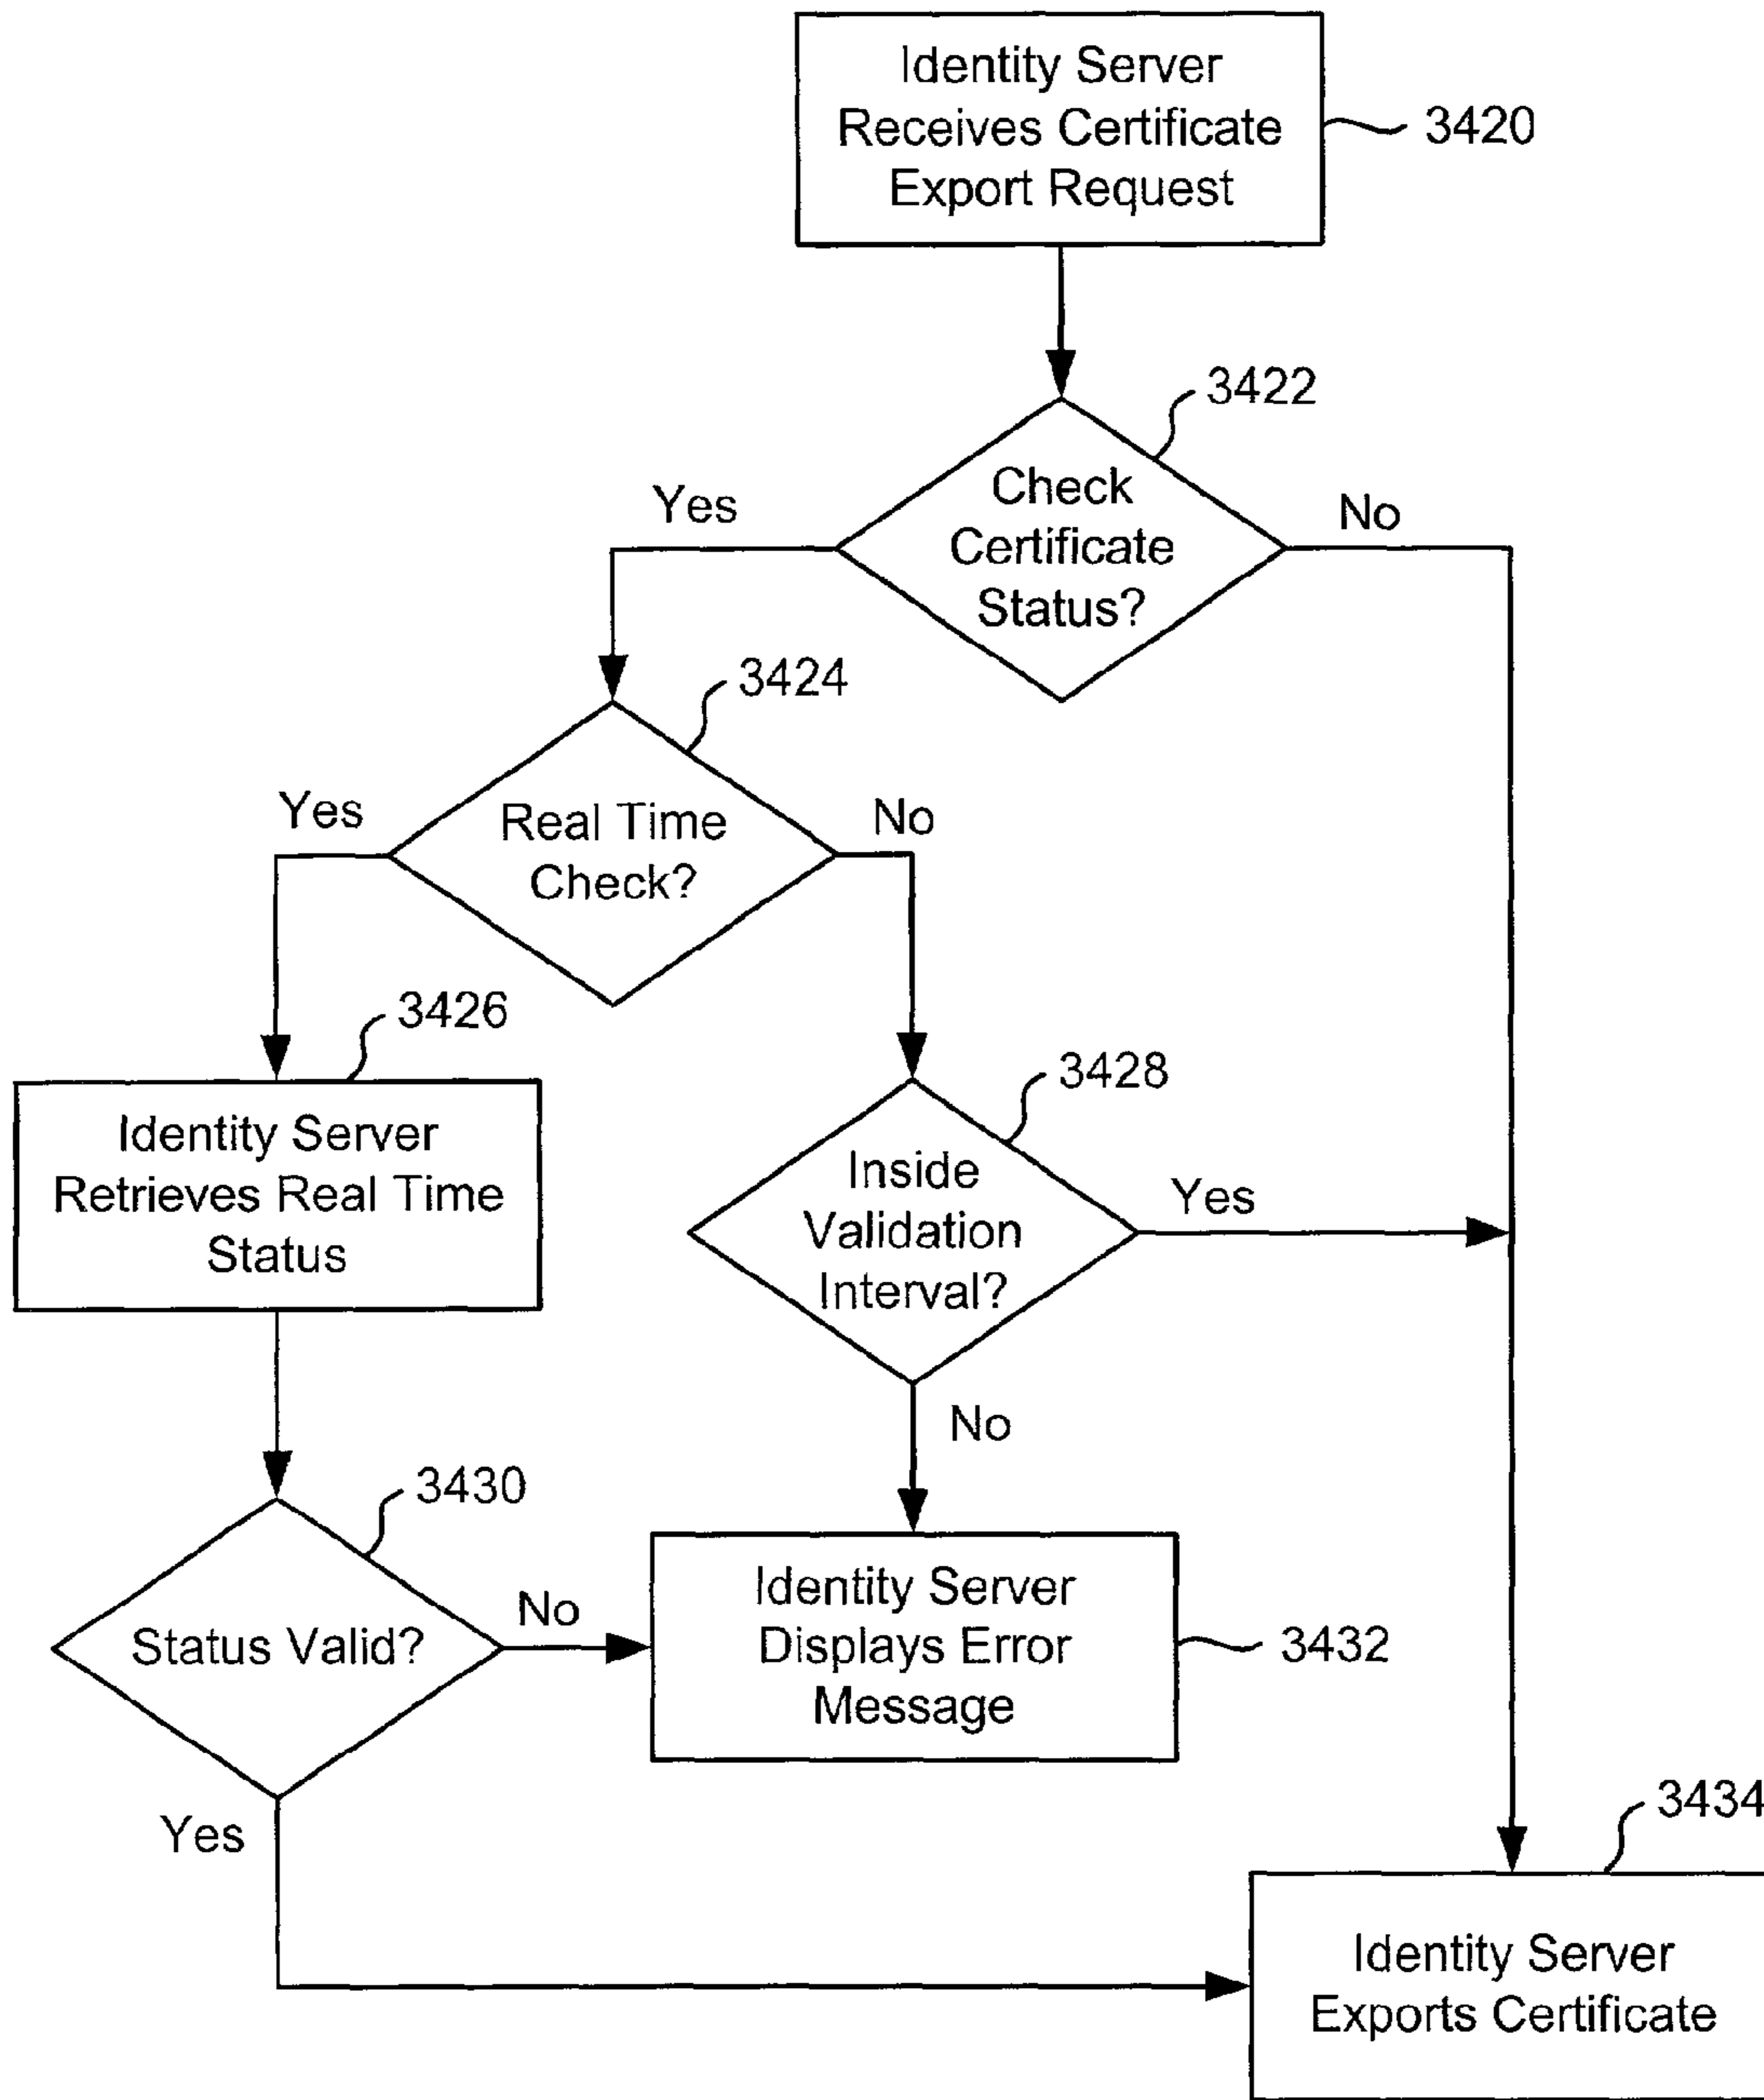 Identity Server
Receives Certificate
Export Request
3420
3422
Check
Certificate
Status?
Yes
No
3424
Real Time
Check?
Yes
No
3426
Identity Server
Retrieves Real Time
Status
3428
Inside
Validation
Interval?
Yes
No
3430
Status Valid?
No
Yes
Identity Server
Displays Error
Message
3432
3434
Identity Server
Exports Certificate